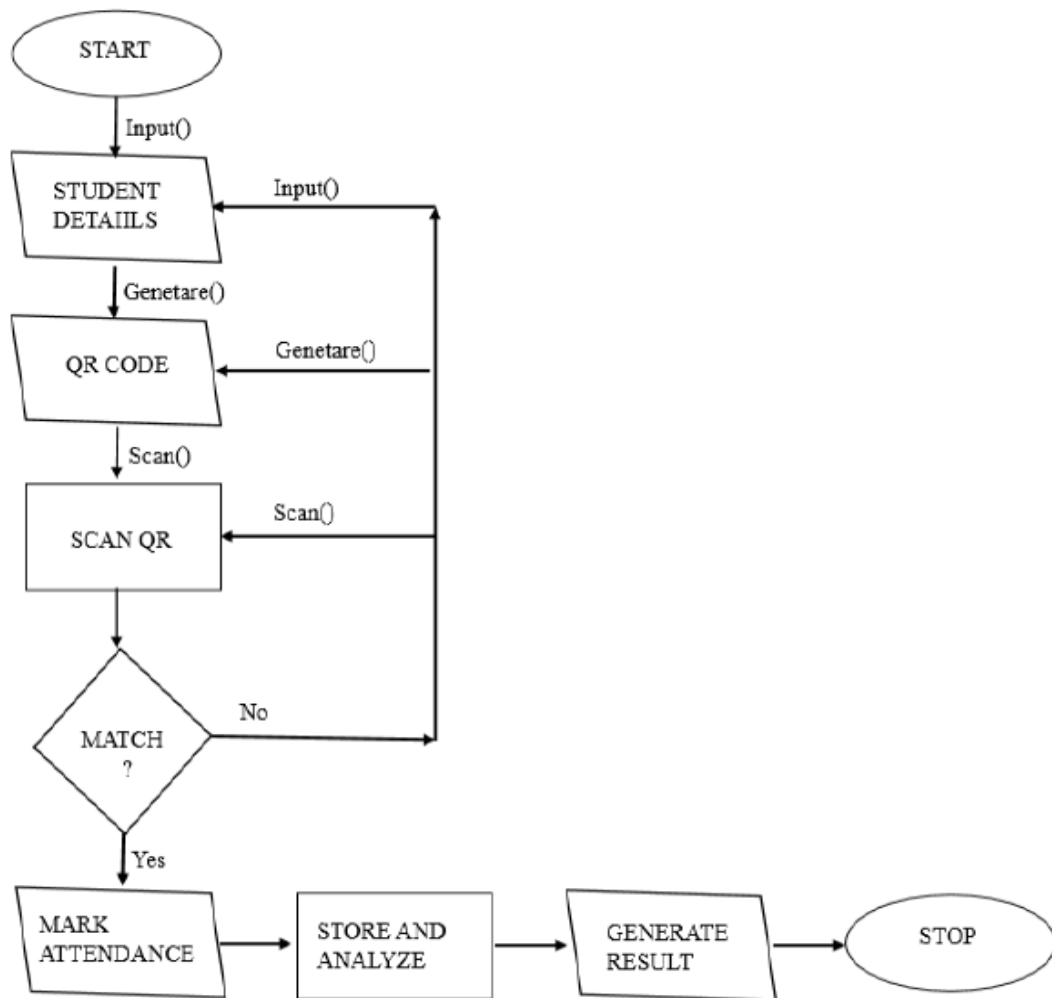 START
Input()
STUDENT
DETAIILS
Input()
Genetare()
QR CODE
Genetare()
Scan()
SCAN QR
Scan()
MATCH
?
No
Yes
MARK
ATTENDANCE
STORE AND
ANALYZE
GENERATE
RESULT
STOP